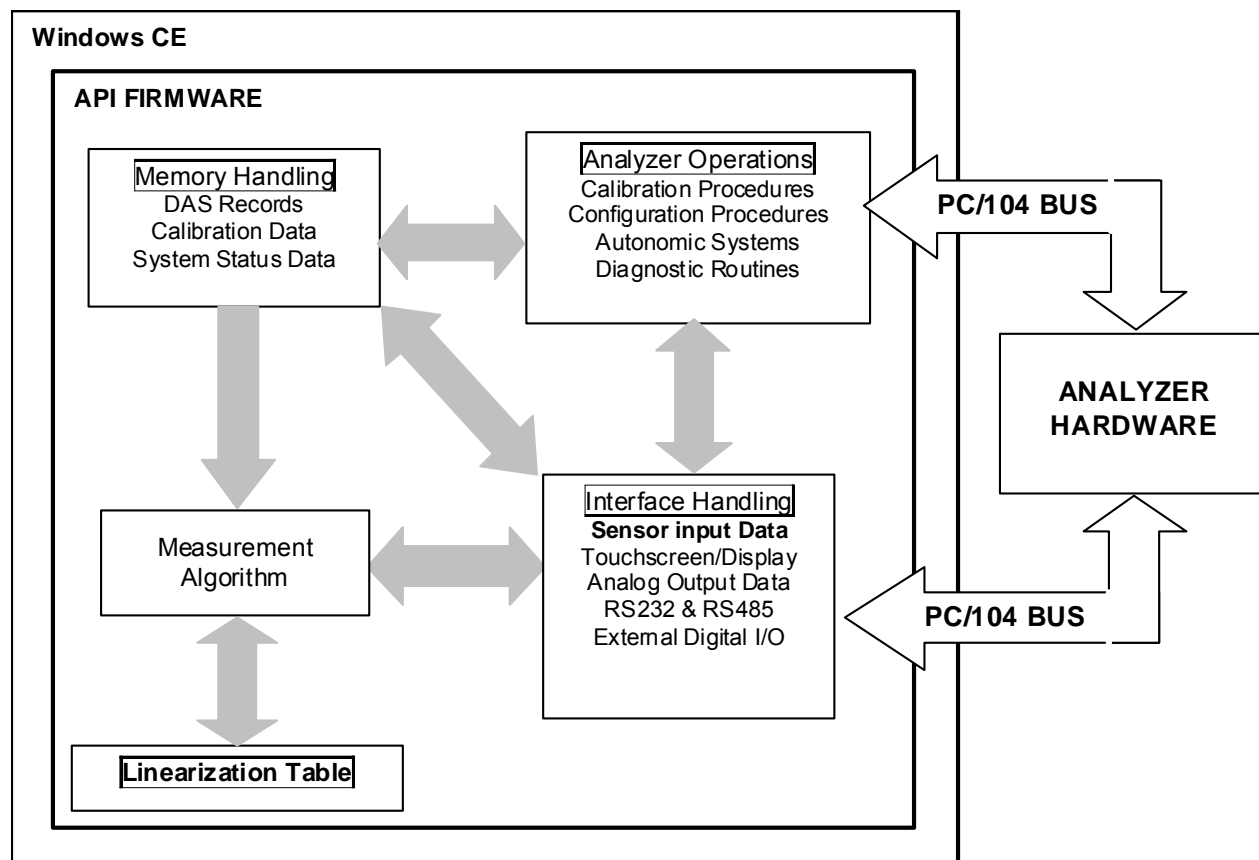 Windows CE
API FIRMWARE
Memory Handling
DAS Records
Calibration Data
System Status Data
Analyzer Operations
Calibration Procedures
Configuration Procedures
Autonomic Systems
Diagnostic Routines
PC/104 BUS
ANALYZER
HARDWARE
Measurement
Algorithm
Interface Handling
Sensor input Data
Touchscreen/Display
Analog Output Data
RS232 & RS485
External Digital I/O
PC/104 BUS
Linearization Table